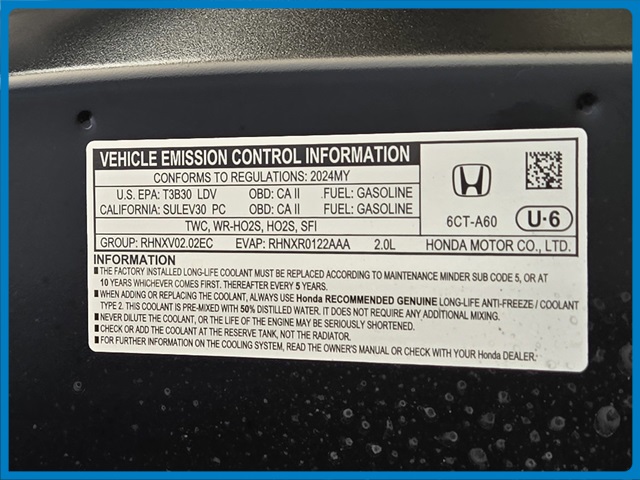 VEHICLE EMISSION CONTROL INFORMATION
CONFORMS TO REGULATIONS: 2024MY
U.S. EPA: T3B30 LDV OBD: CA II FUEL: GASOLINE
CALIFORNIA: SULEV30 PC OBD: CA II FUEL: GASOLINE
TWC, WR-HO2S, HO2S, SFI
GROUP: RHNXV02.02EC EVAP: RHNXR0122AAA 2.0L
6CT-A60 U·6
HONDA MOTOR CO., LTD.
INFORMATION
■ THE FACTORY INSTALLED LONG-LIFE COOLANT MUST BE REPLACED ACCORDING TO MAINTENANCE MINDER SUB CODE 5, OR AT
10 YEARS WHICHEVER COMES FIRST. THEREAFTER EVERY 5 YEARS.
■ WHEN ADDING OR REPLACING THE COOLANT, ALWAYS USE Honda RECOMMENDED GENUINE LONG-LIFE ANTI-FREEZE / COOLANT
TYPE 2. THIS COOLANT IS PRE-MIXED WITH 50% DISTILLED WATER. IT DOES NOT REQUIRE ANY ADDITIONAL MIXING.
■ NEVER DILUTE THE COOLANT, OR THE LIFE OF THE ENGINE MAY BE SERIOUSLY SHORTENED.
■ CHECK OR ADD THE COOLANT AT THE RESERVE TANK, NOT THE RADIATOR.
■ FOR FURTHER INFORMATION ON THE COOLING SYSTEM, READ THE OWNER'S MANUAL OR CHECK WITH YOUR Honda DEALER.